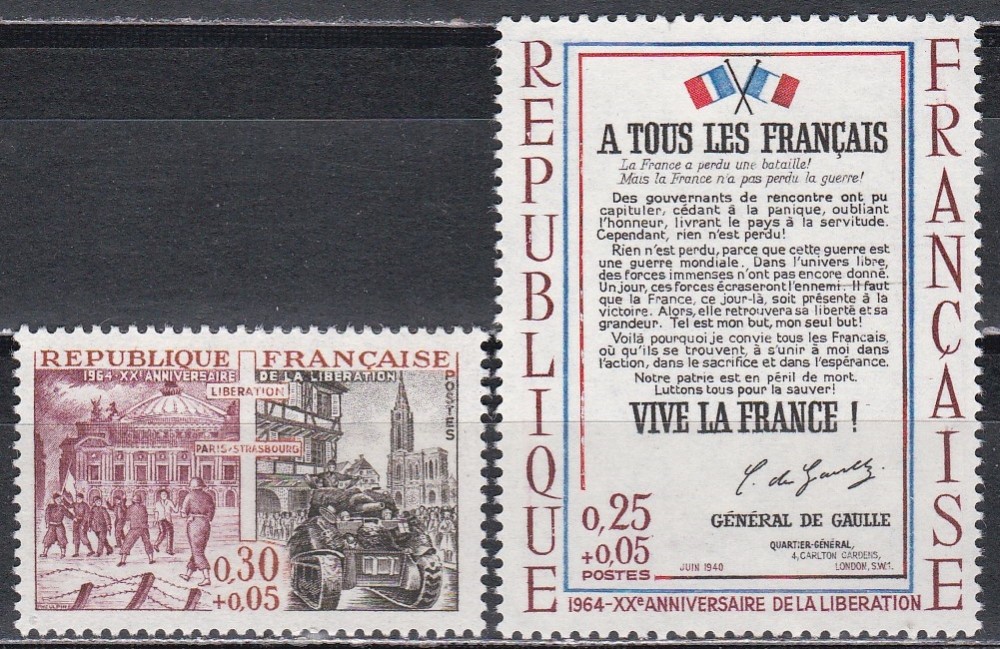 REPUBLIQUE FRANÇAISE
1964-XXᵉ ANNIVERSAIRE DE LA LIBERATION
LIBERATION
PARIS-STRASBOURG
POSTES
0,30
+0,05
REPUBLIQUE
FRANÇAISE
A TOUS LES FRANÇAIS
La France a perdu une bataille!
Mais la France n'a pas perdu la guerre!
Des gouvernants de rencontre ont pu
capituler, cédant à la panique, oubliant
l'honneur, livrant le pays à la servitude.
Cependant, rien n'est perdu!
Rien n'est perdu, parce que cette guerre est
une guerre mondiale. Dans l'univers libre,
des forces immenses n'ont pas encore donné.
Un jour, ces forces écraseront l'ennemi. Il faut
que la France, ce jour-là, soit présente à la
victoire. Alors, elle retrouvera sa liberté et sa
grandeur. Tel est mon but, mon seul but!
Voilà pourquoi je convie tous les Francais,
où qu'ils se trouvent, à s'unir à moi dans
l'action, dans le sacrifice et dans l'espérance.
Notre patrie est en péril de mort.
Luttons tous pour la sauver!
VIVE LA FRANCE !
C. de Gaulle
0,25
+0,05
POSTES
GÉNÉRAL DE GAULLE
QUARTIER-GÉNÉRAL,
4, CARLTON GARDENS,
LONDON, S.W.1.
JUIN 1940
1964-XXᵉ ANNIVERSAIRE DE LA LIBERATION